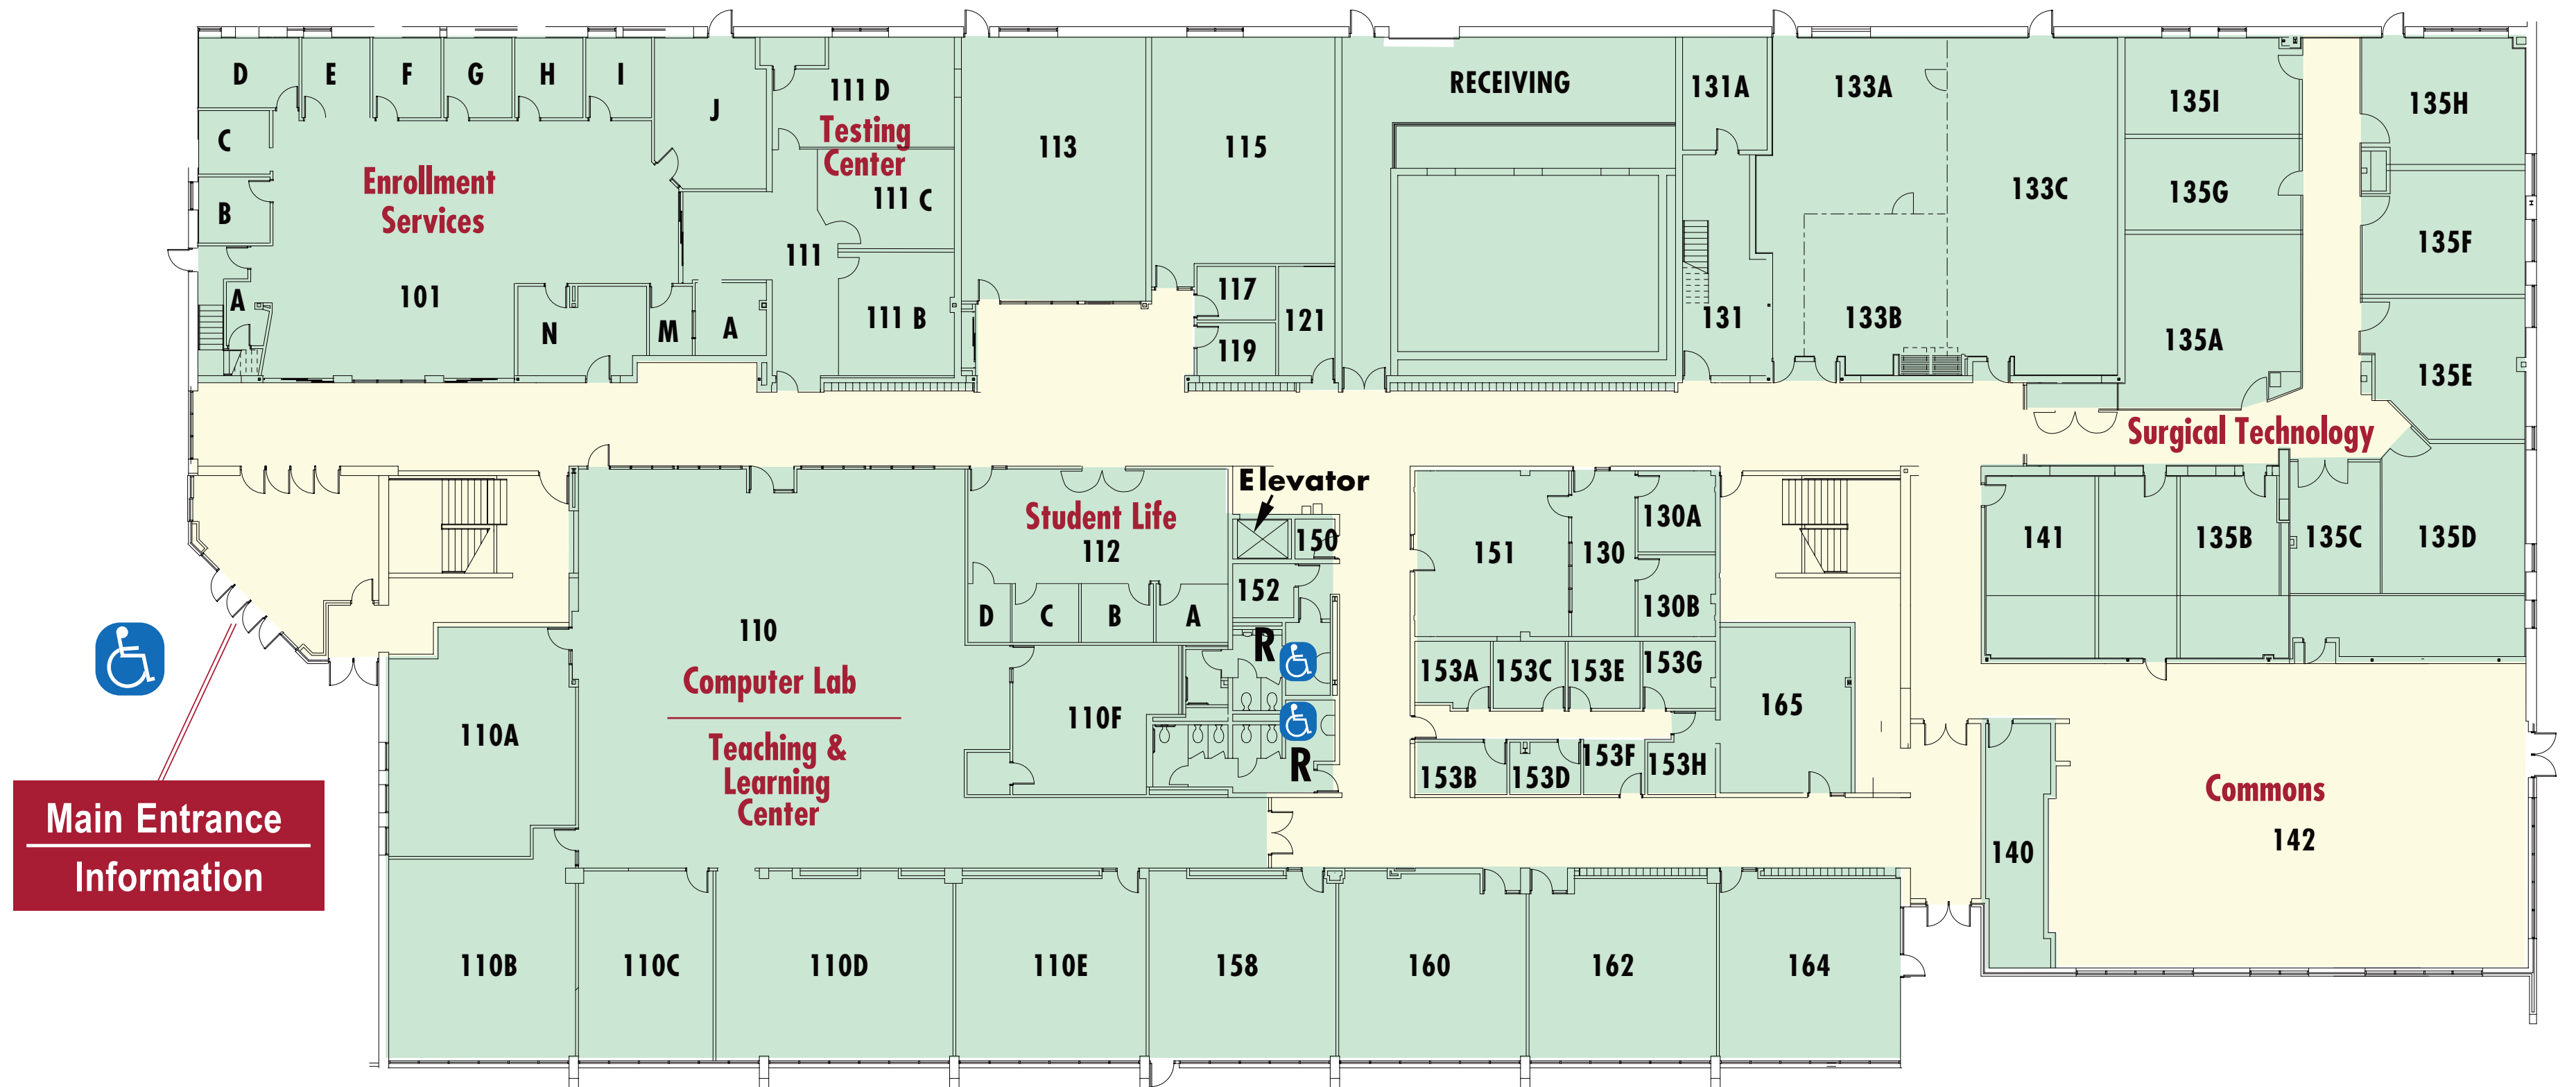 D
E
F
G
H
I
J
C
B
A
Enrollment
Services
101
N
M
A
111 D
Testing
Center
111 C
111
111 B
113
115
117
119
121
RECEIVING
131A
131
133A
133B
133C
135I
135G
135A
135H
135F
135E
Surgical Technology
Elevator
Student Life
112
D
C
B
A
150
152
R
R
110
Computer Lab
Teaching &
Learning
Center
110F
110A
110B
110C
110D
110E
158
160
162
164
151
130
130A
130B
153A
153C
153E
153G
153B
153D
153F
153H
165
141
135B
135C
135D
140
Commons
142
Main Entrance
Information